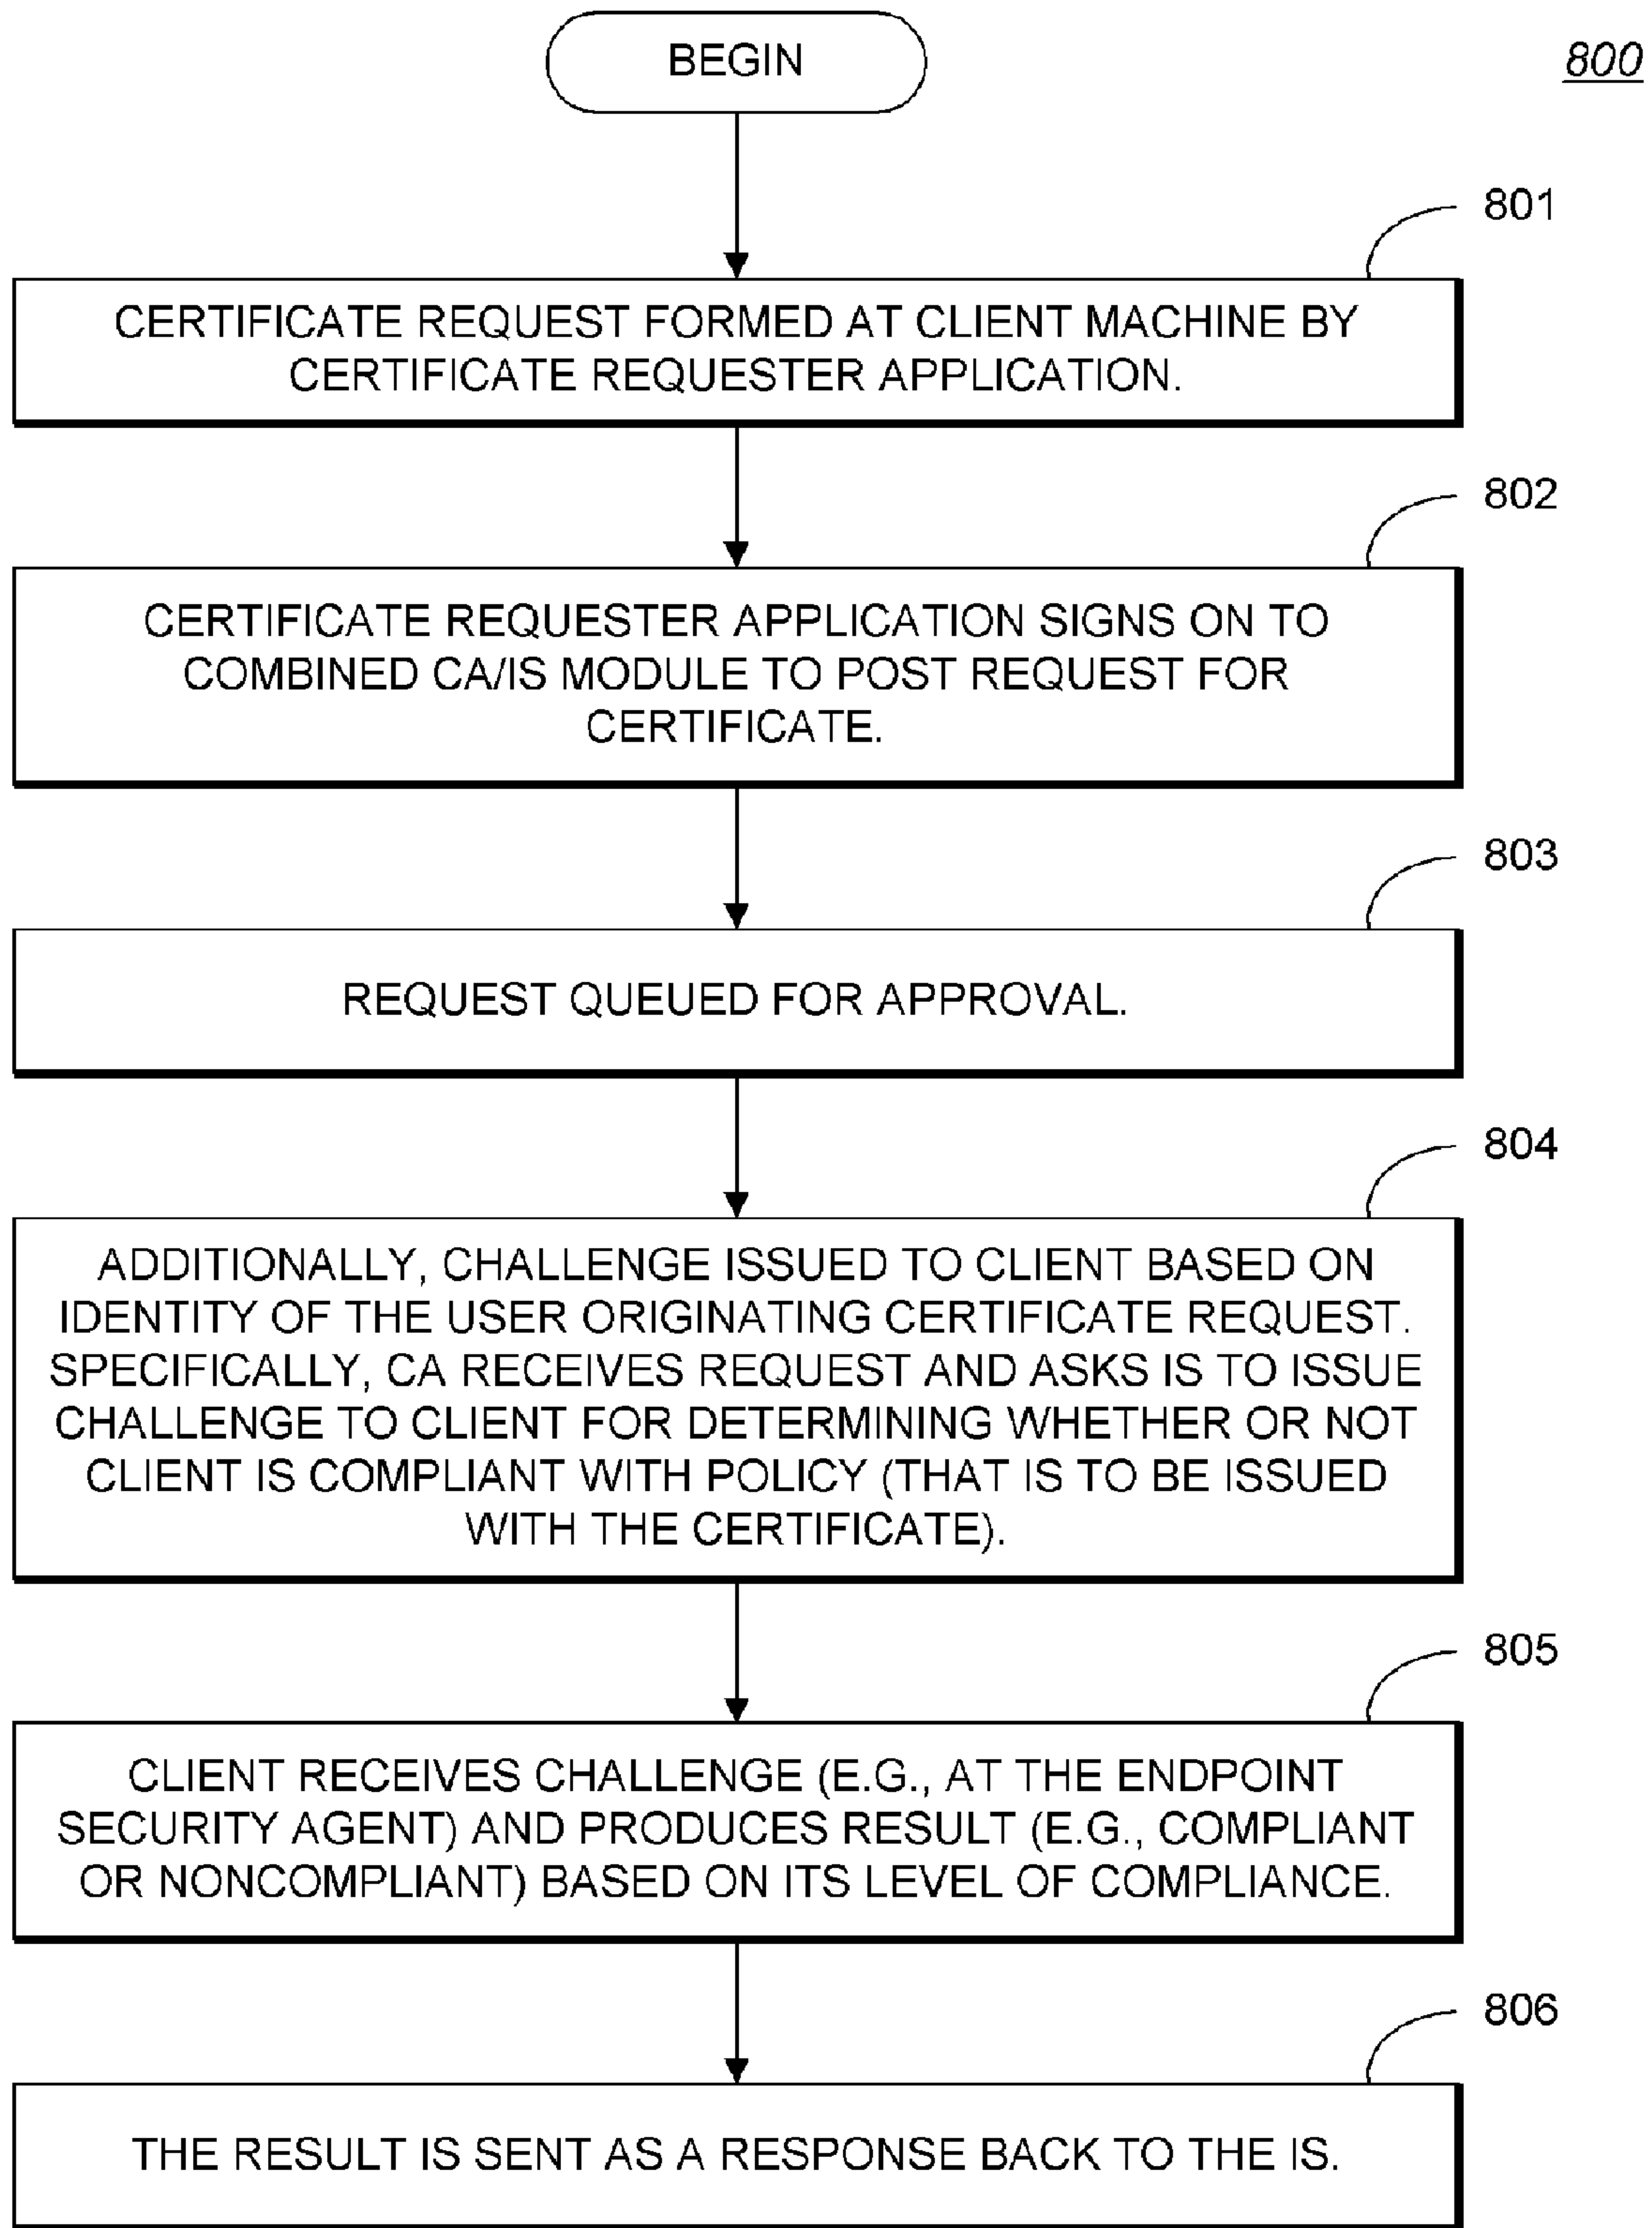 BEGIN
800
801
CERTIFICATE REQUEST FORMED AT CLIENT MACHINE BY
CERTIFICATE REQUESTER APPLICATION.
802
CERTIFICATE REQUESTER APPLICATION SIGNS ON TO
COMBINED CA/IS MODULE TO POST REQUEST FOR
CERTIFICATE.
803
REQUEST QUEUED FOR APPROVAL.
804
ADDITIONALLY, CHALLENGE ISSUED TO CLIENT BASED ON
IDENTITY OF THE USER ORIGINATING CERTIFICATE REQUEST.
SPECIFICALLY, CA RECEIVES REQUEST AND ASKS IS TO ISSUE
CHALLENGE TO CLIENT FOR DETERMINING WHETHER OR NOT
CLIENT IS COMPLIANT WITH POLICY (THAT IS TO BE ISSUED
WITH THE CERTIFICATE).
805
CLIENT RECEIVES CHALLENGE (E.G., AT THE ENDPOINT
SECURITY AGENT) AND PRODUCES RESULT (E.G., COMPLIANT
OR NONCOMPLIANT) BASED ON ITS LEVEL OF COMPLIANCE.
806
THE RESULT IS SENT AS A RESPONSE BACK TO THE IS.